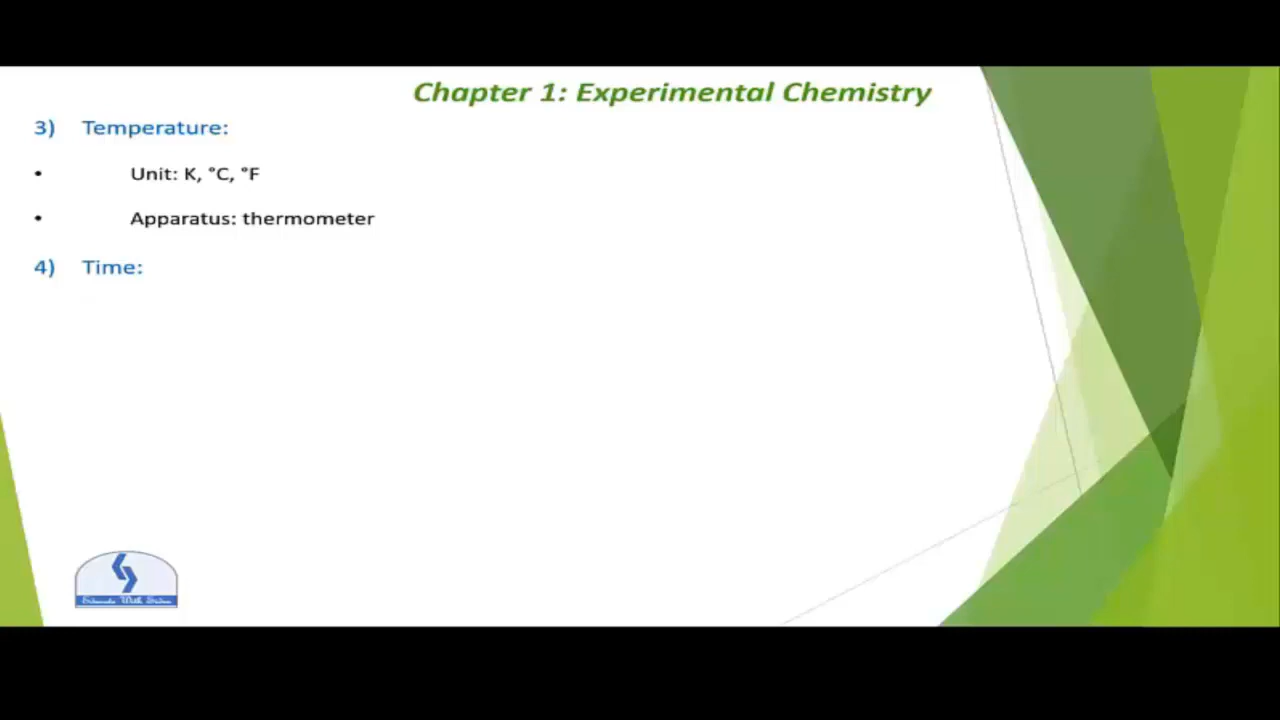 Chapter 1: Experimental Chemistry
3) Temperature:
• Unit: K, °C, °F
• Apparatus: thermometer
4) Time: